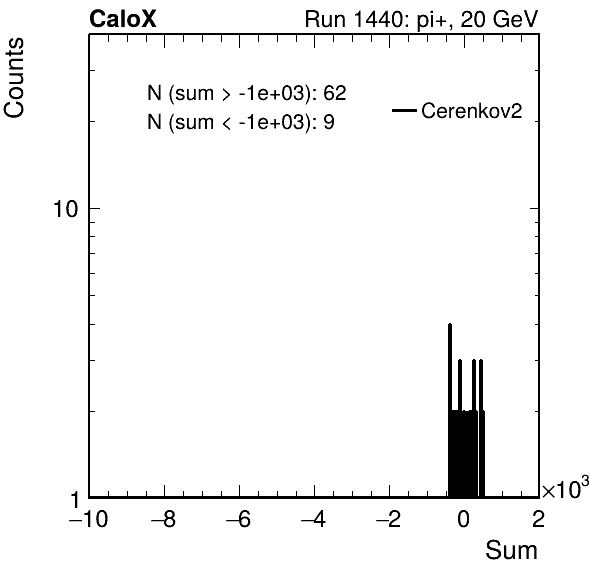 CaloX Run 1440: pi+, 20 GeV
Counts
N (sum > -1e+03): 62
N (sum < -1e+03): 9
Cerenkov2
10
1
−10 −8 −6 −4 −2 0 2
×10³
Sum